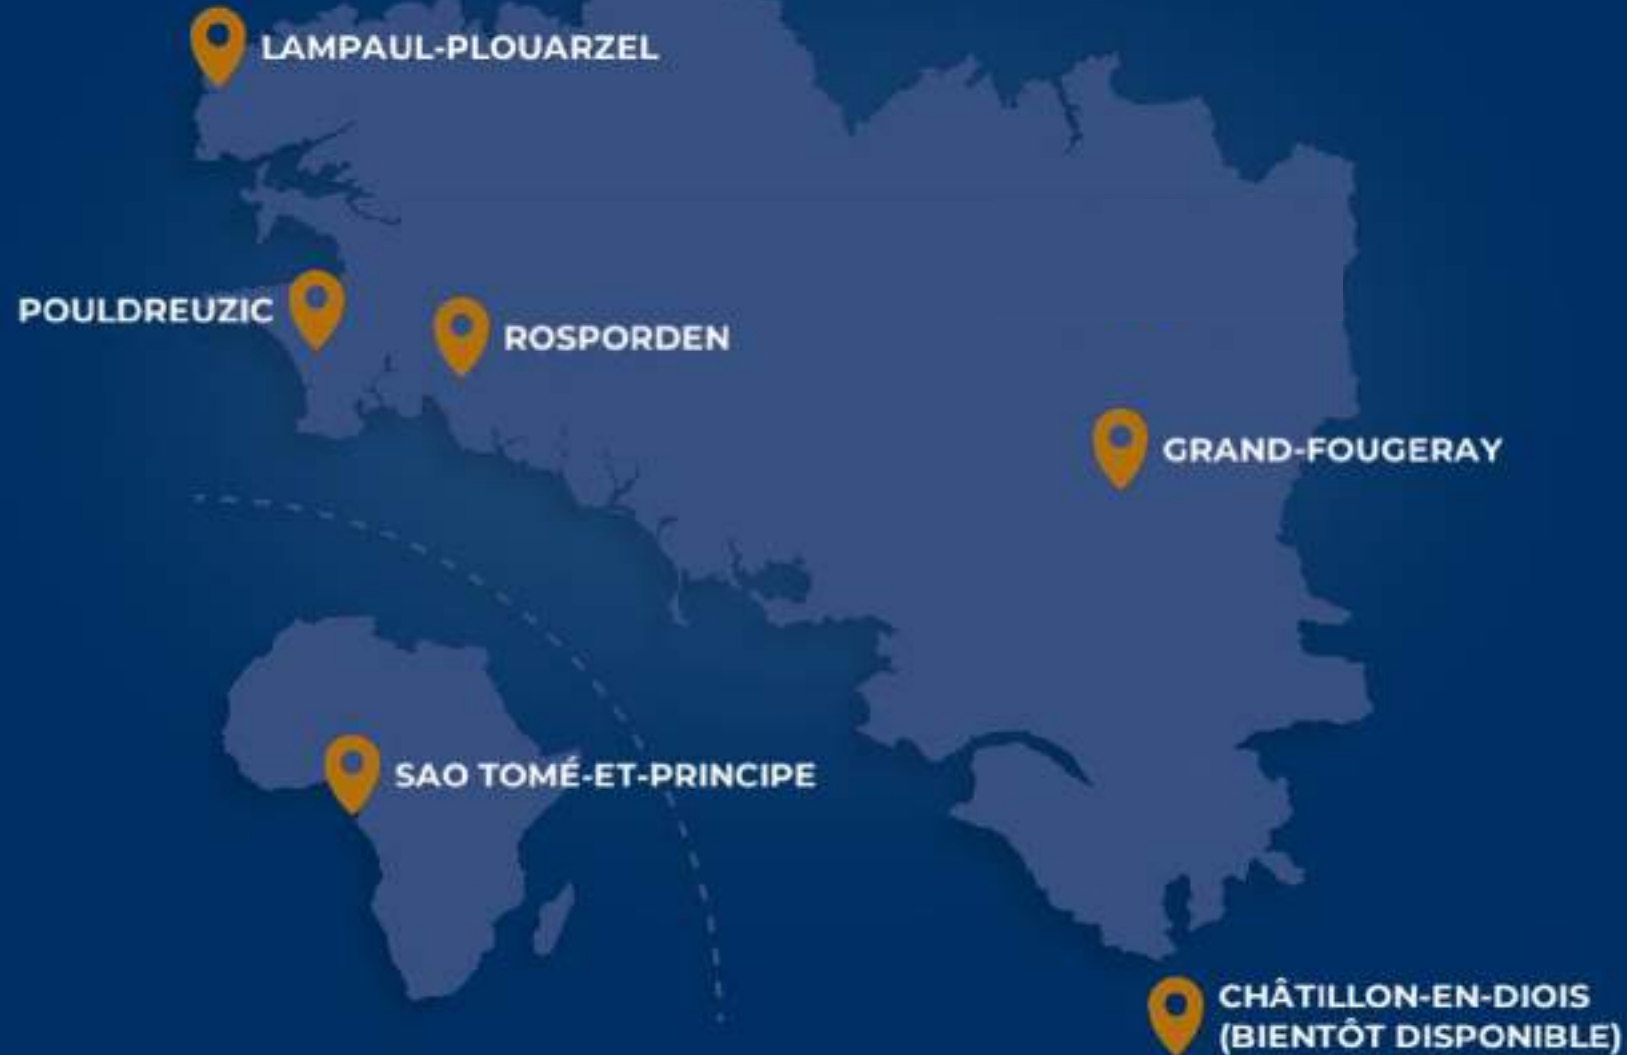 LAMPAUL-PLOUARZEL
POULDREUZIC
ROSPORDEN
GRAND-FOUGERAY
SAO TOMÉ-ET-PRINCIPE
CHÂTILLON-EN-DIOIS
(BIENTÔT DISPONIBLE)